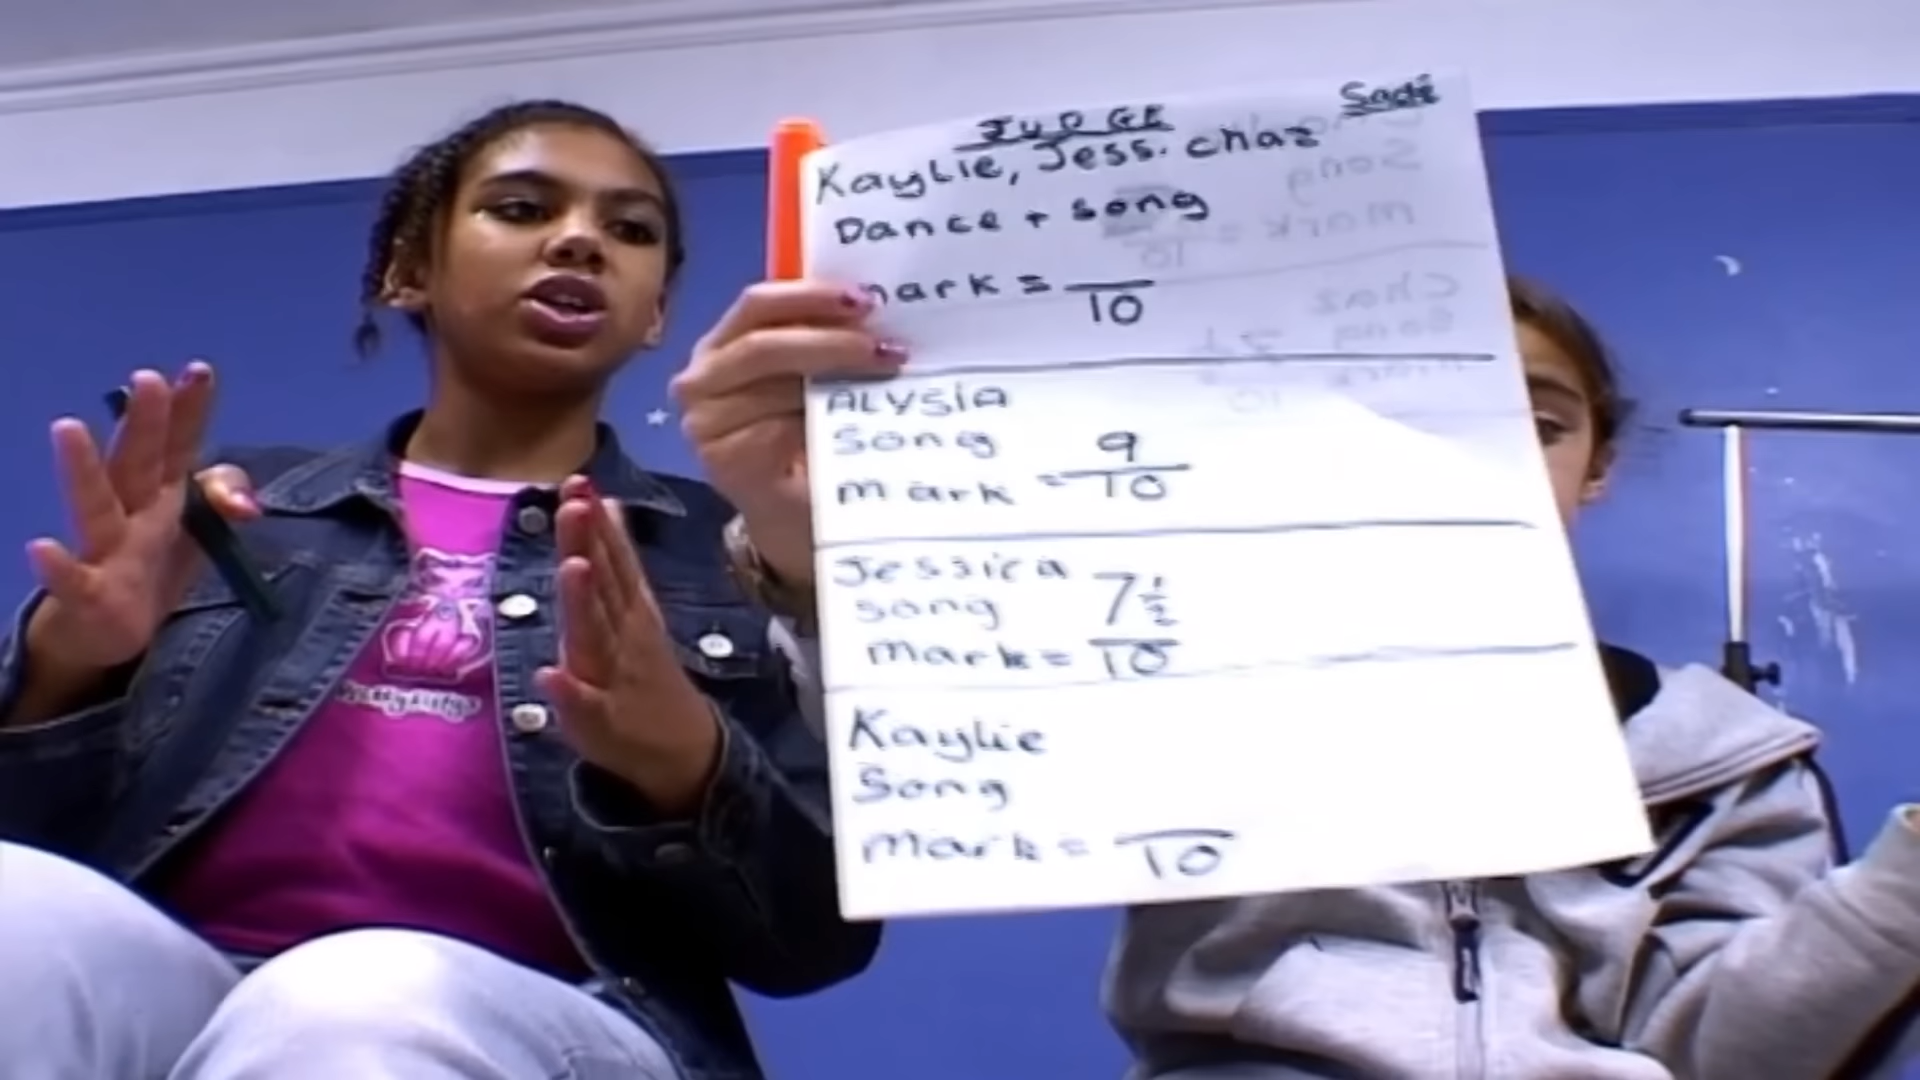 Sadé
JUDGE
Kaylie, Jess. chaz
Dance + song
mark = /10
ALYSIA
Song
mark = 9/10
Jessica
song
mark = 7½/10
Kaylie
Song
mark = /10